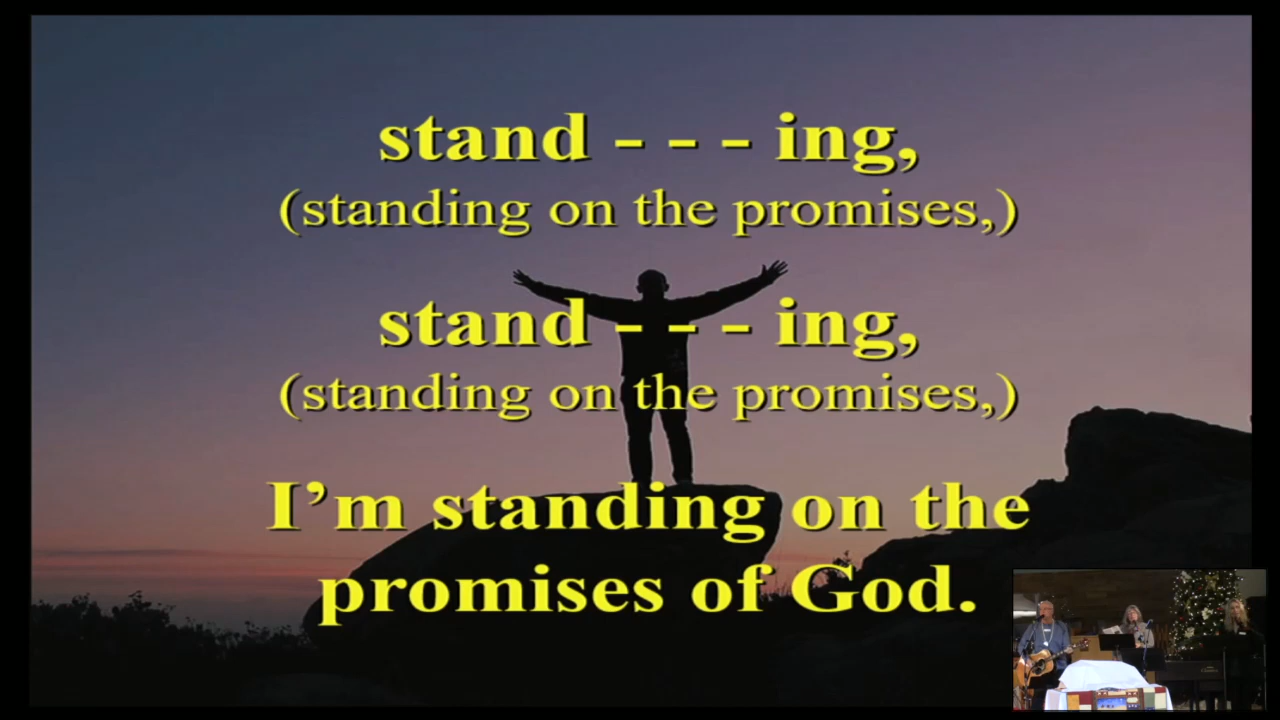 stand - - - ing,
(standing on the promises,)
stand - - - ing,
(standing on the promises,)
I’m standing on the
promises of God.